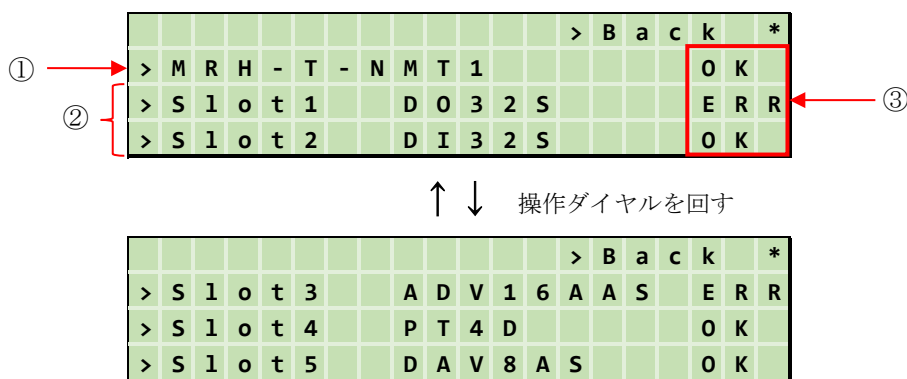 > Back *
① > MRH-T-NMT1 OK
② > Slot1 DO32S ERR ③
> Slot2 DI32S OK
↑ ↓ 操作ダイヤルを回す
> Back *
> Slot3 ADV16AAS ERR
> Slot4 PT4D OK
> Slot5 DAV8AS OK